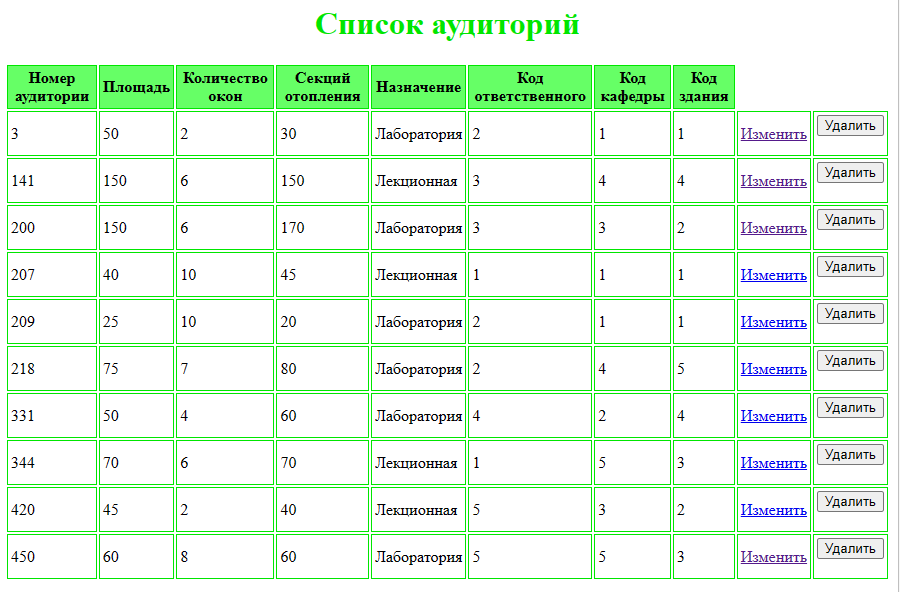 Список аудиторий
Номер аудитории Площадь Количество окон Секций отопления Назначение Код ответственного Код кафедры Код здания
3 50 2 30 Лаборатория 2 1 1 Изменить Удалить
141 150 6 150 Лекционная 3 4 4 Изменить Удалить
200 150 6 170 Лаборатория 3 3 2 Изменить Удалить
207 40 10 45 Лекционная 1 1 1 Изменить Удалить
209 25 10 20 Лаборатория 2 1 1 Изменить Удалить
218 75 7 80 Лаборатория 2 4 5 Изменить Удалить
331 50 4 60 Лаборатория 4 2 4 Изменить Удалить
344 70 6 70 Лекционная 1 5 3 Изменить Удалить
420 45 2 40 Лекционная 5 3 2 Изменить Удалить
450 60 8 60 Лаборатория 5 5 3 Изменить Удалить